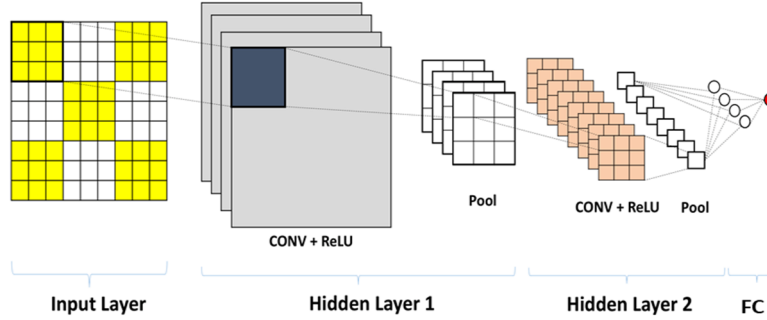 Pool
CONV + ReLU
CONV + ReLU
Pool
Input Layer
Hidden Layer 1
Hidden Layer 2
FC